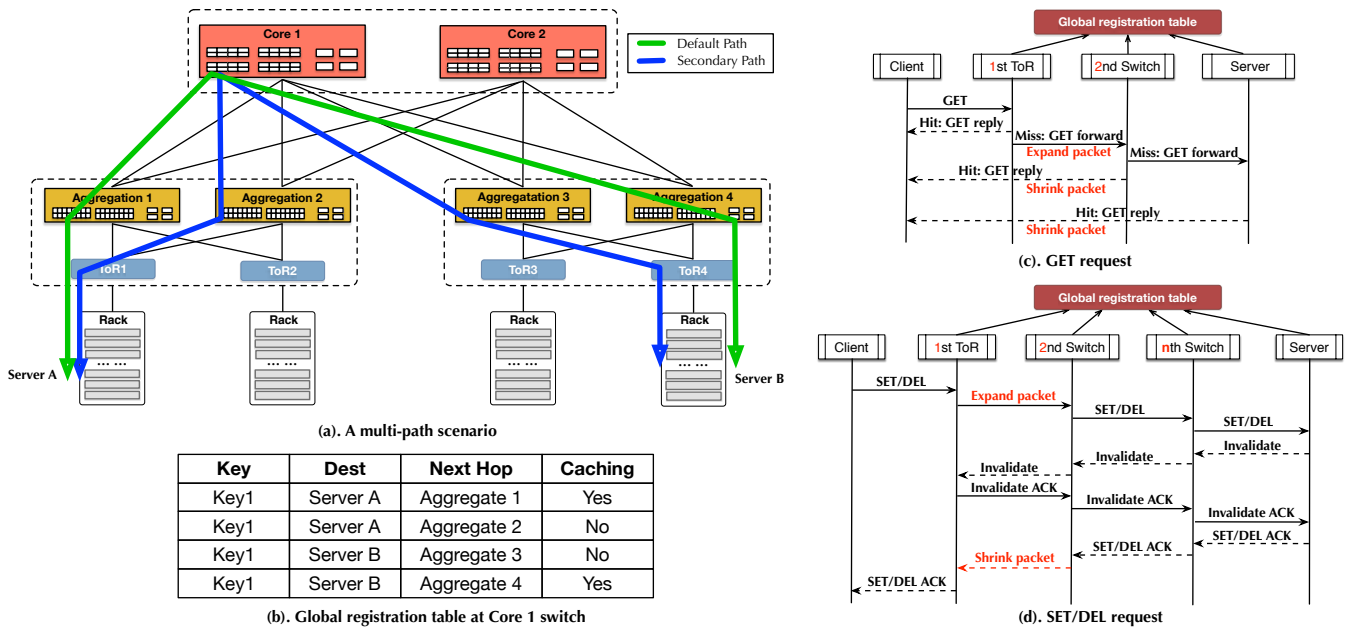 Core 1
Core 2
Default Path
Secondary Path
Aggregation 1
Aggregation 2
Aggregatation 3
Aggregation 4
ToR1
ToR2
ToR3
ToR4
Rack
Rack
Rack
Rack
... ...
... ...
... ...
... ...
Server A
Server B
(a). A multi-path scenario
Key Dest Next Hop Caching
Key1 Server A Aggregate 1 Yes
Key1 Server A Aggregate 2 No
Key1 Server B Aggregate 3 No
Key1 Server B Aggregate 4 Yes
(b). Global registration table at Core 1 switch
Global registration table
Client 1st ToR 2nd Switch Server
GET
Hit: GET reply
Miss: GET forward
Expand packet
Miss: GET forward
Hit: GET reply
Shrink packet
Hit: GET reply
Shrink packet
(c). GET request
Global registration table
Client 1st ToR 2nd Switch nth Switch Server
SET/DEL
Expand packet
SET/DEL
SET/DEL
Invalidate
Invalidate
Invalidate
Invalidate ACK
Invalidate ACK
Invalidate ACK
SET/DEL ACK
SET/DEL ACK
Shrink packet
SET/DEL ACK
(d). SET/DEL request